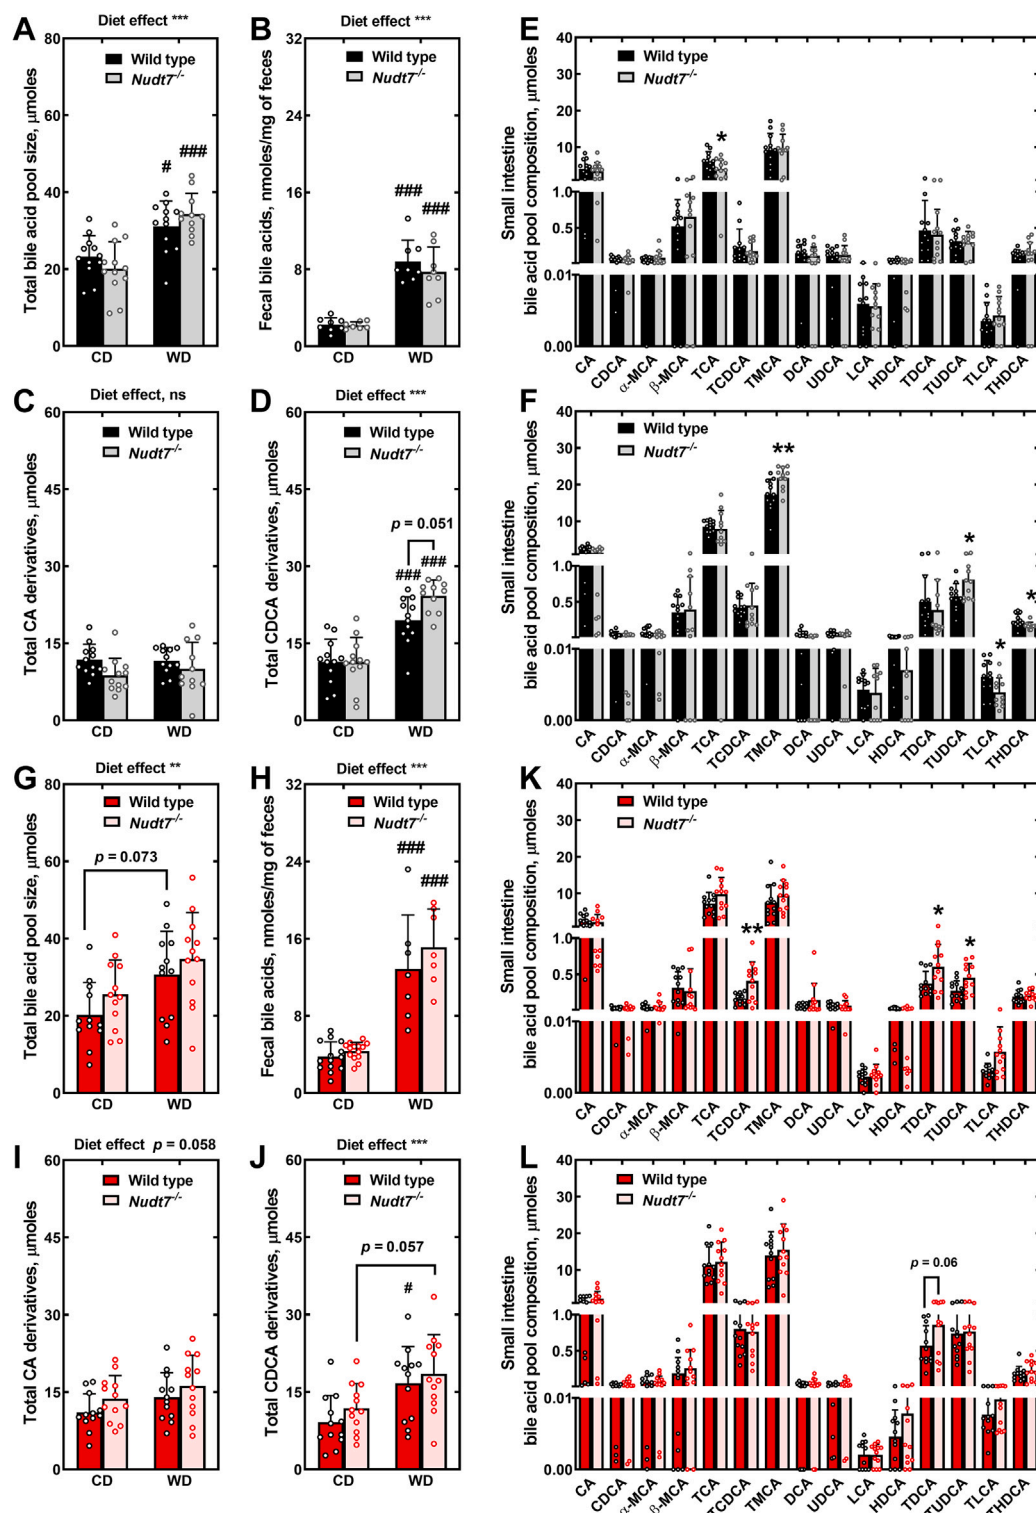 A
Diet effect ***
Total bile acid pool size, μmoles
80
60
40
20
0
Wild type
Nudt7-/-
#
###
CD
WD
B
Diet effect ***
Fecal bile acids, nmoles/mg of feces
32
24
16
8
0
Wild type
Nudt7-/-
###
###
CD
WD
E
Small intestine
bile acid pool composition, μmoles
40
30
20
10
1.0
0.5
0.0
0.01
0.00
Wild type
Nudt7-/-
*
CA
CDCA
α-MCA
β-MCA
TCA
TCDCA
TMCA
DCA
UDCA
LCA
HDCA
TDCA
TUDCA
TLCA
THDCA
C
Diet effect, ns
Total CA derivatives, μmoles
60
45
30
15
0
Wild type
Nudt7-/-
CD
WD
D
Diet effect ***
Total CDCA derivatives, μmoles
60
45
30
15
0
Wild type
Nudt7-/-
p = 0.051
###
###
CD
WD
F
Small intestine
bile acid pool composition, μmoles
40
30
20
10
1.0
0.5
0.0
0.01
0.00
Wild type
Nudt7-/-
**
*
*
*
CA
CDCA
α-MCA
β-MCA
TCA
TCDCA
TMCA
DCA
UDCA
LCA
HDCA
TDCA
TUDCA
TLCA
THDCA
G
Diet effect **
Total bile acid pool size, μmoles
80
60
40
20
0
Wild type
Nudt7-/-
p = 0.073
CD
WD
H
Diet effect ***
Fecal bile acids, nmoles/mg of feces
32
24
16
8
0
Wild type
Nudt7-/-
###
###
CD
WD
K
Small intestine
bile acid pool composition, μmoles
40
30
20
10
1.0
0.5
0.0
0.01
0.00
Wild type
Nudt7-/-
**
*
*
CA
CDCA
α-MCA
β-MCA
TCA
TCDCA
TMCA
DCA
UDCA
LCA
HDCA
TDCA
TUDCA
TLCA
THDCA
I
Diet effect p = 0.058
Total CA derivatives, μmoles
60
45
30
15
0
Wild type
Nudt7-/-
CD
WD
J
Diet effect ***
Total CDCA derivatives, μmoles
60
45
30
15
0
Wild type
Nudt7-/-
p = 0.057
#
CD
WD
L
Small intestine
bile acid pool composition, μmoles
40
30
20
10
1.0
0.5
0.0
0.01
0.00
Wild type
Nudt7-/-
p = 0.06
CA
CDCA
α-MCA
β-MCA
TCA
TCDCA
TMCA
DCA
UDCA
LCA
HDCA
TDCA
TUDCA
TLCA
THDCA